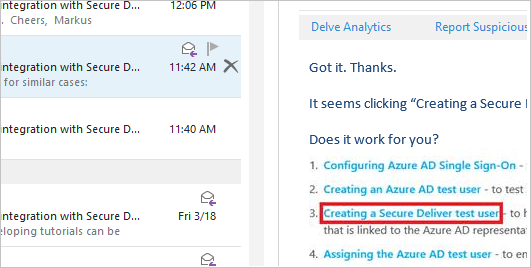 12:06 PM
. Cheers, Markus
ntegration with Secure D... 11:42 AM
for similar cases:
ntegration with Secure D... 11:40 AM
ntegration with Secure D... Fri 3/18
eloping tutorials can be
ntegration with Secure D...
Delve Analytics Report Suspicious
Got it. Thanks.
It seems clicking “Creating a Secure
Does it work for you?
1. Configuring Azure AD Single Sign-On -
2. Creating an Azure AD test user - to test
3. Creating a Secure Deliver test user - to h
that is linked to the Azure AD representa
4. Assigning the Azure AD test user - to en